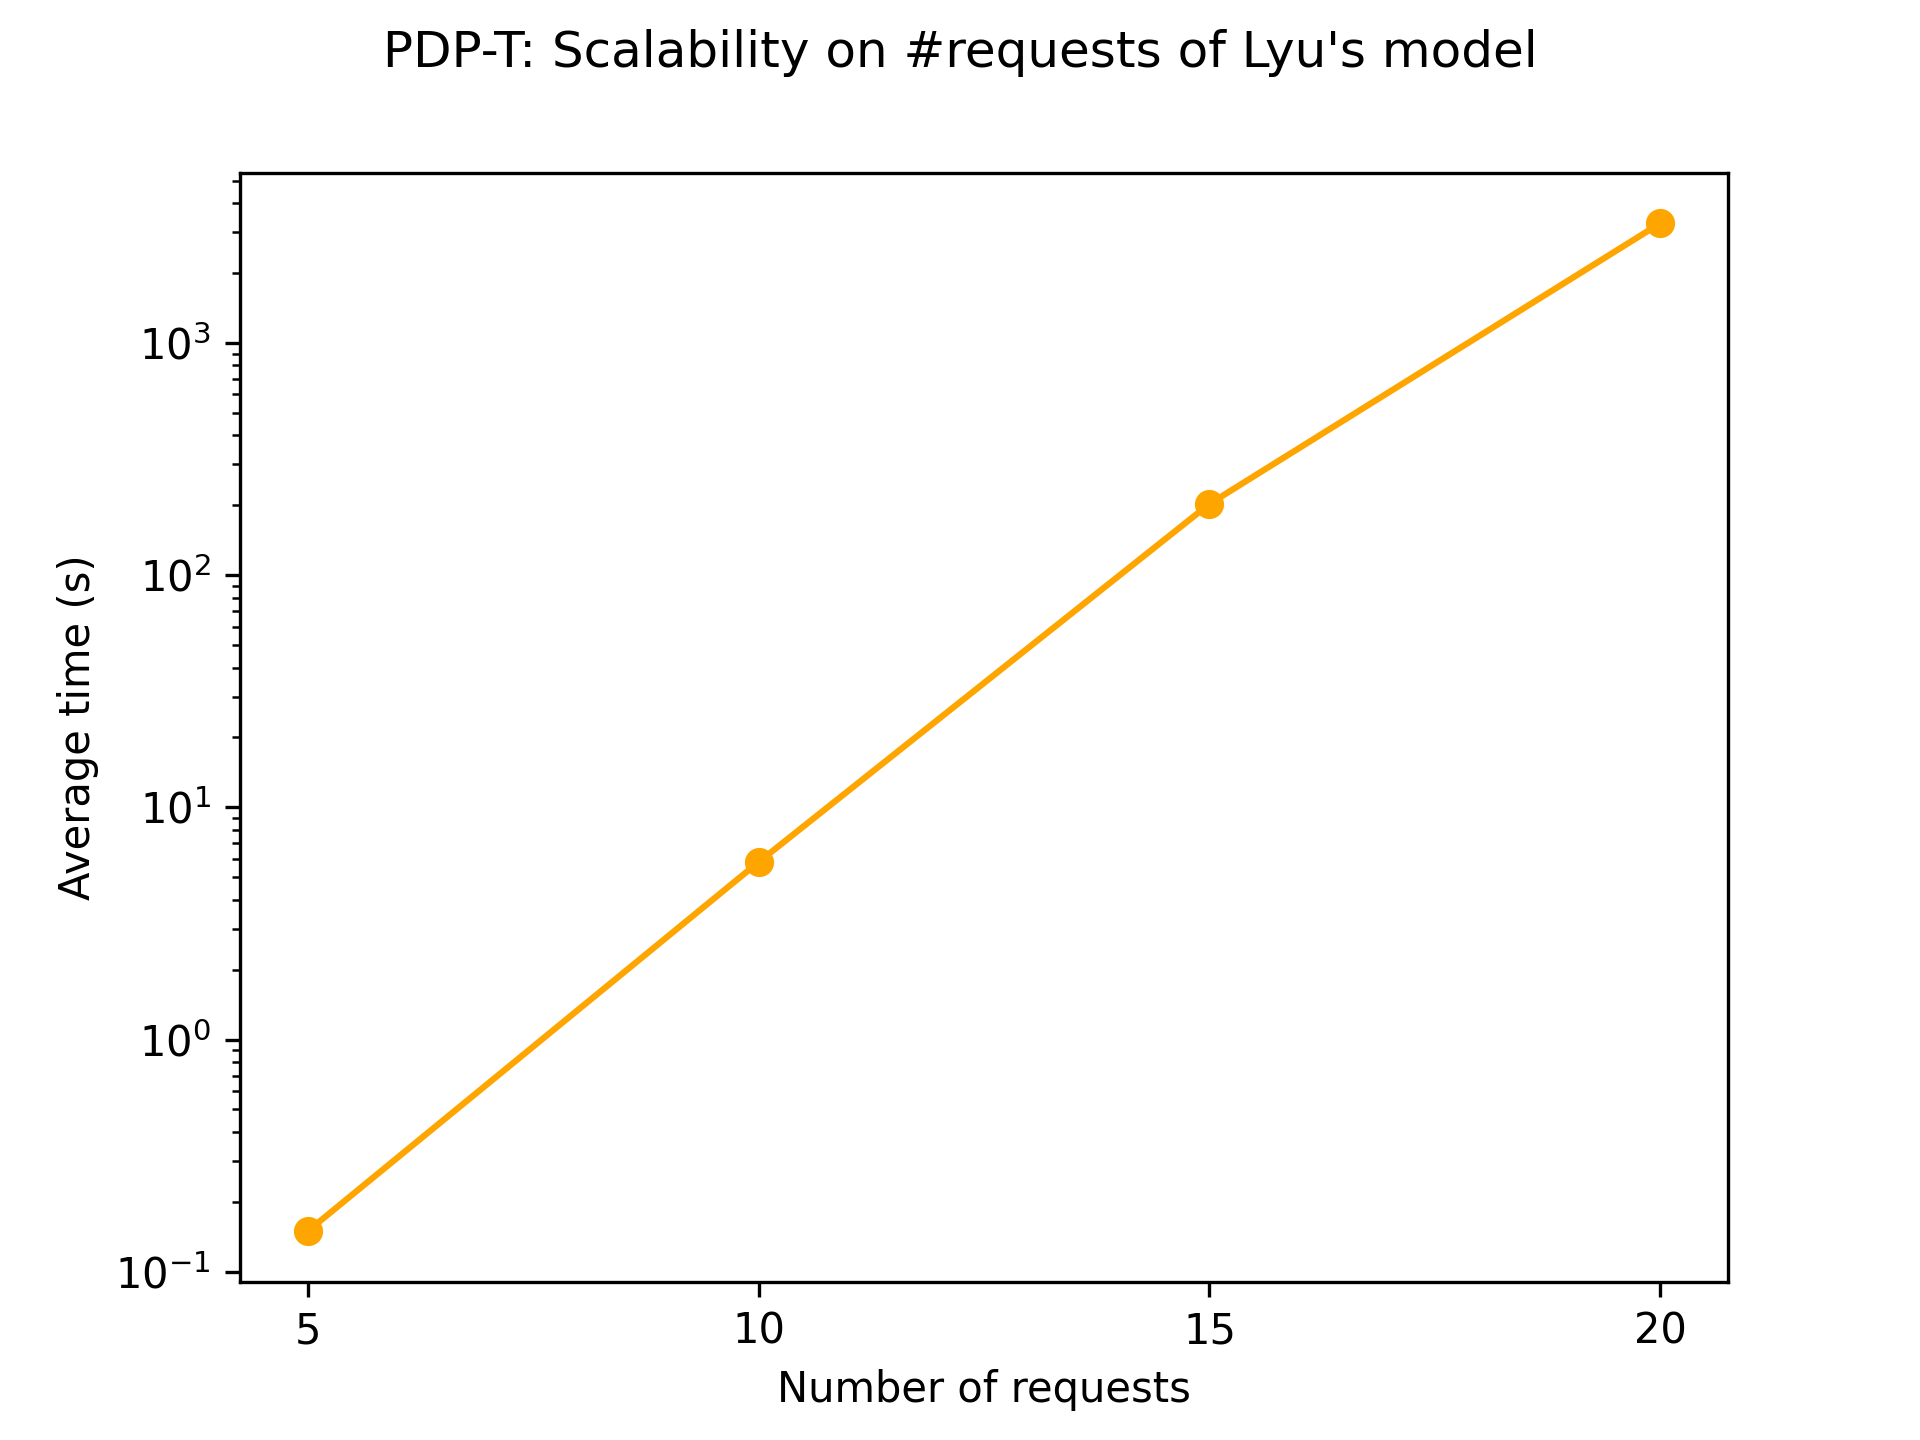 PDP-T: Scalability on #requests of Lyu's model
10³
10²
10¹
10⁰
10⁻¹
Average time (s)
5 10 15 20
Number of requests